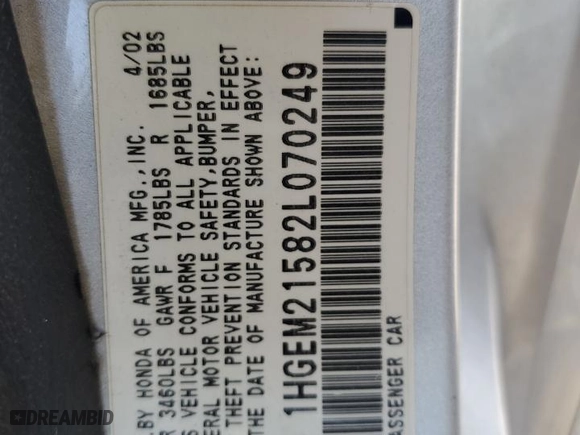 BY HONDA OF AMERICA MFG.,INC. 4/02
3460LBS GAWR F 1785LBS R 1685LBS
VEHICLE CONFORMS TO ALL APPLICABLE
ERAL MOTOR VEHICLE SAFETY,BUMPER,
THEFT PREVENTION STANDARDS IN EFFECT
THE DATE OF MANUFACTURE SHOWN ABOVE:
1HGEM21582L070249
ASSENGER CAR
DREAMBID